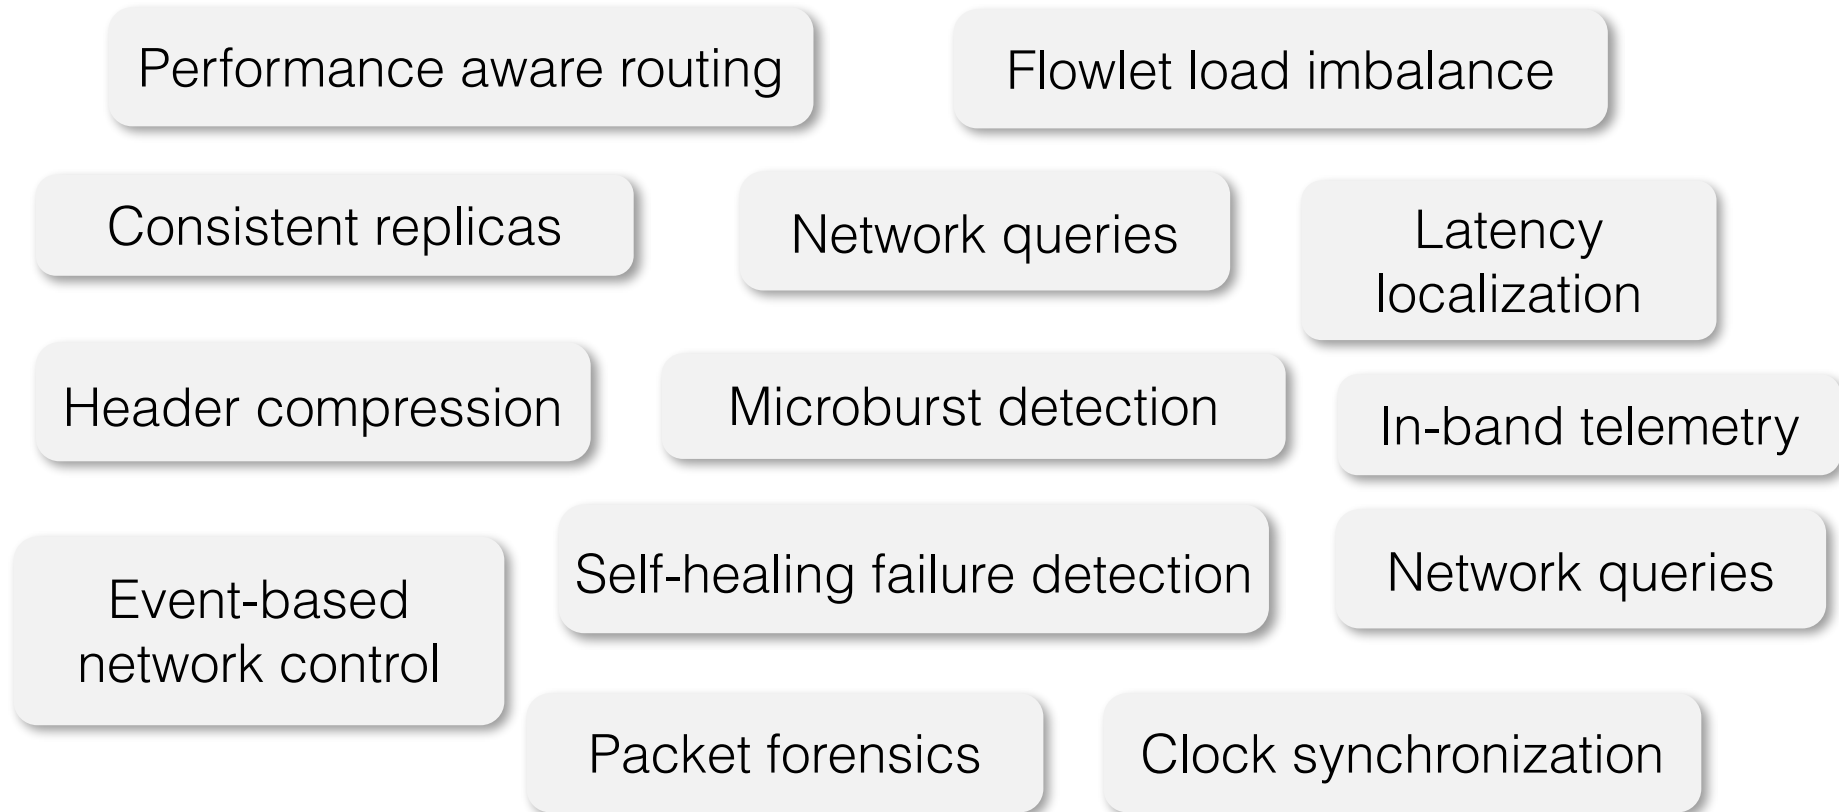 Performance aware routing
Flowlet load imbalance
Consistent replicas
Network queries
Latency
localization
Header compression
Microburst detection
In-band telemetry
Event-based
network control
Self-healing failure detection
Network queries
Packet forensics
Clock synchronization